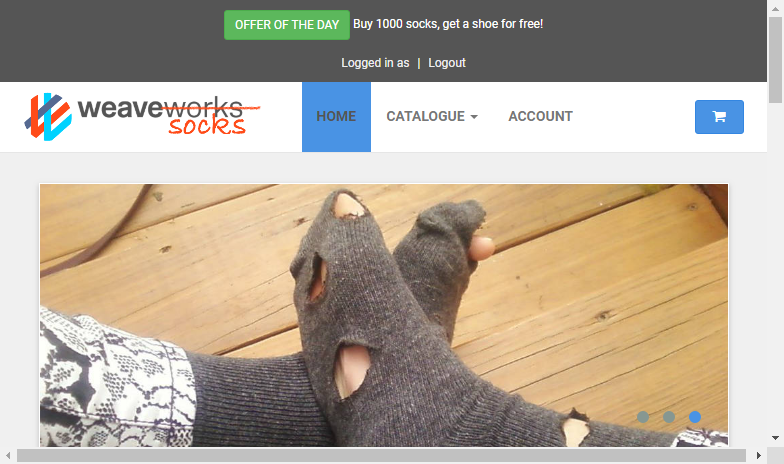 OFFER OF THE DAY Buy 1000 socks, get a shoe for free!
Logged in as | Logout
weaveworks
socks
HOME CATALOGUE ACCOUNT